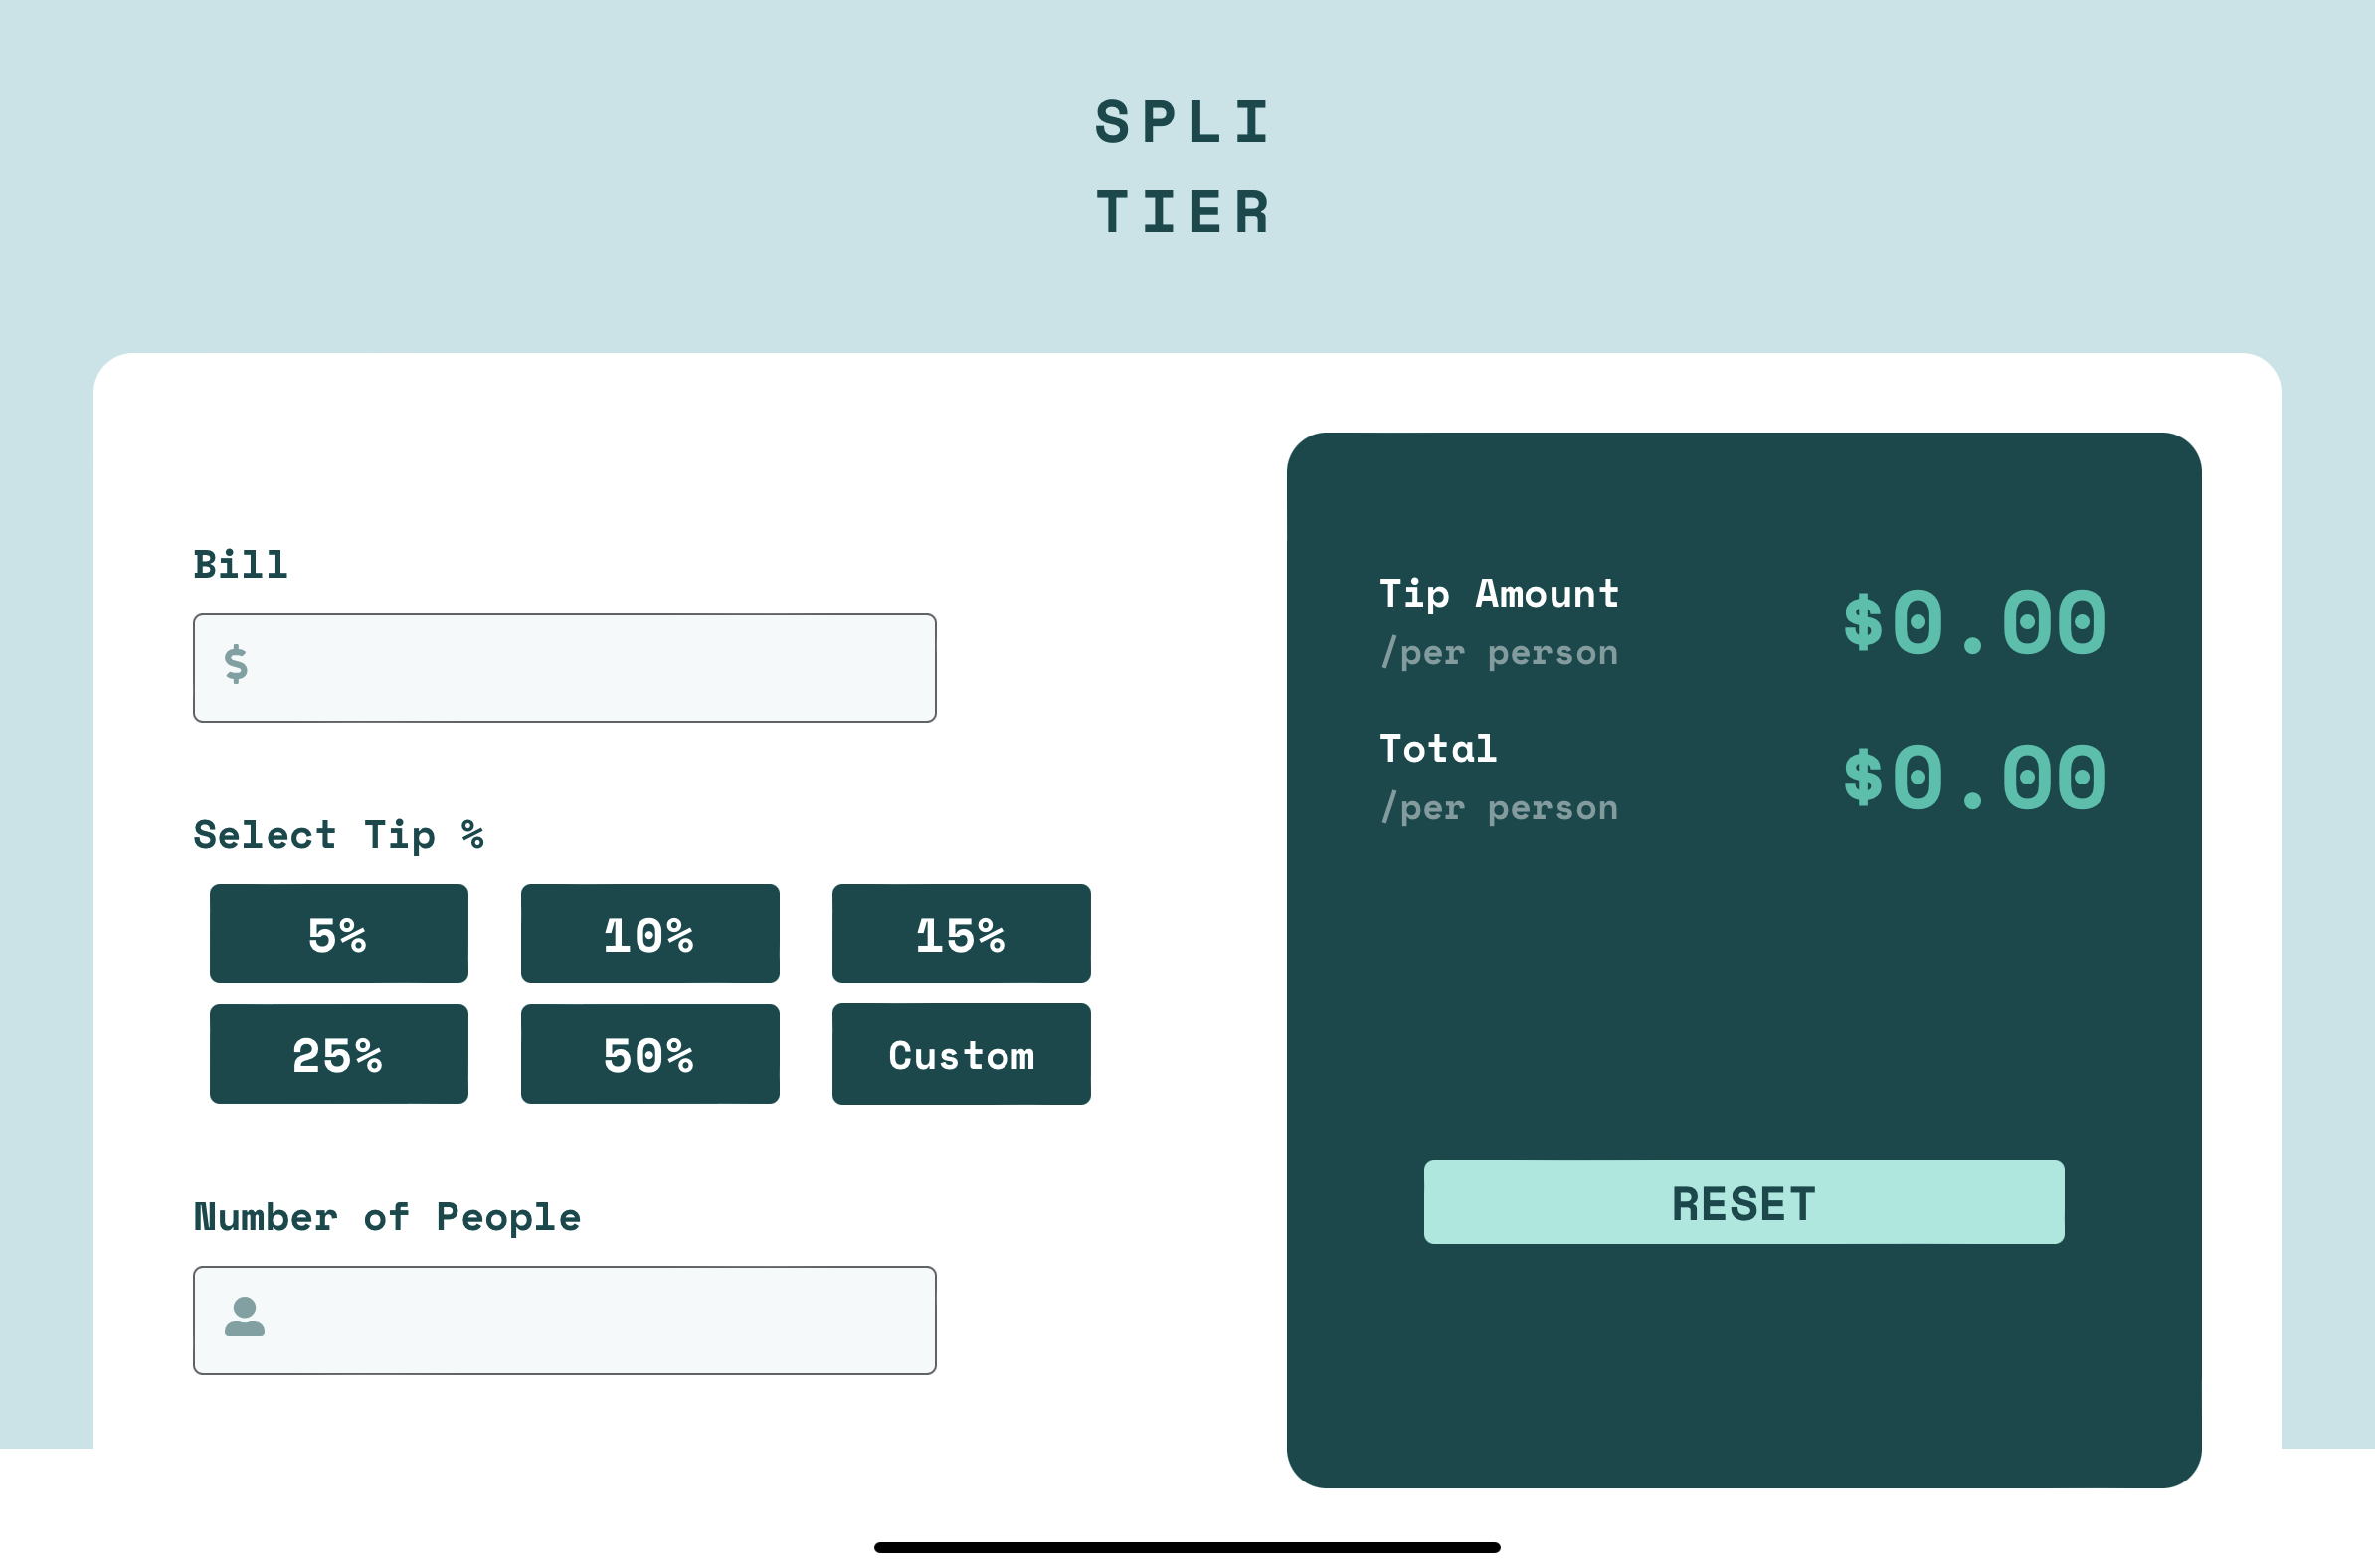 SPLI
TIER
Bill
$
Select Tip %
5% 10% 15%
25% 50% Custom
Number of People
Tip Amount
/per person
$0.00
Total
/per person
$0.00
RESET